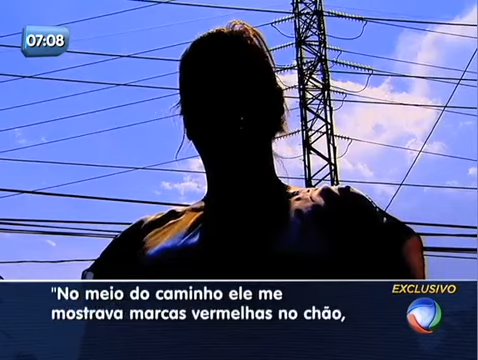 07:08
EXCLUSIVO
"No meio do caminho ele me
mostrava marcas vermelhas no chão,